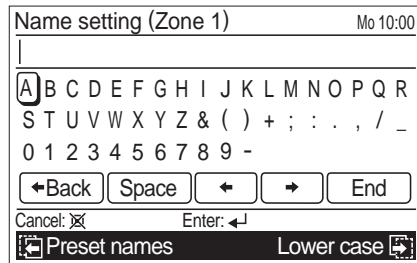 Name setting (Zone 1) Mo 10:00
A B C D E F G H I J K L M N O P Q R
S T U V W X Y Z & ( ) + ; : . , / _
0 1 2 3 4 5 6 7 8 9 -
←Back Space ← → End
Cancel: Enter: ↵
Preset names Lower case